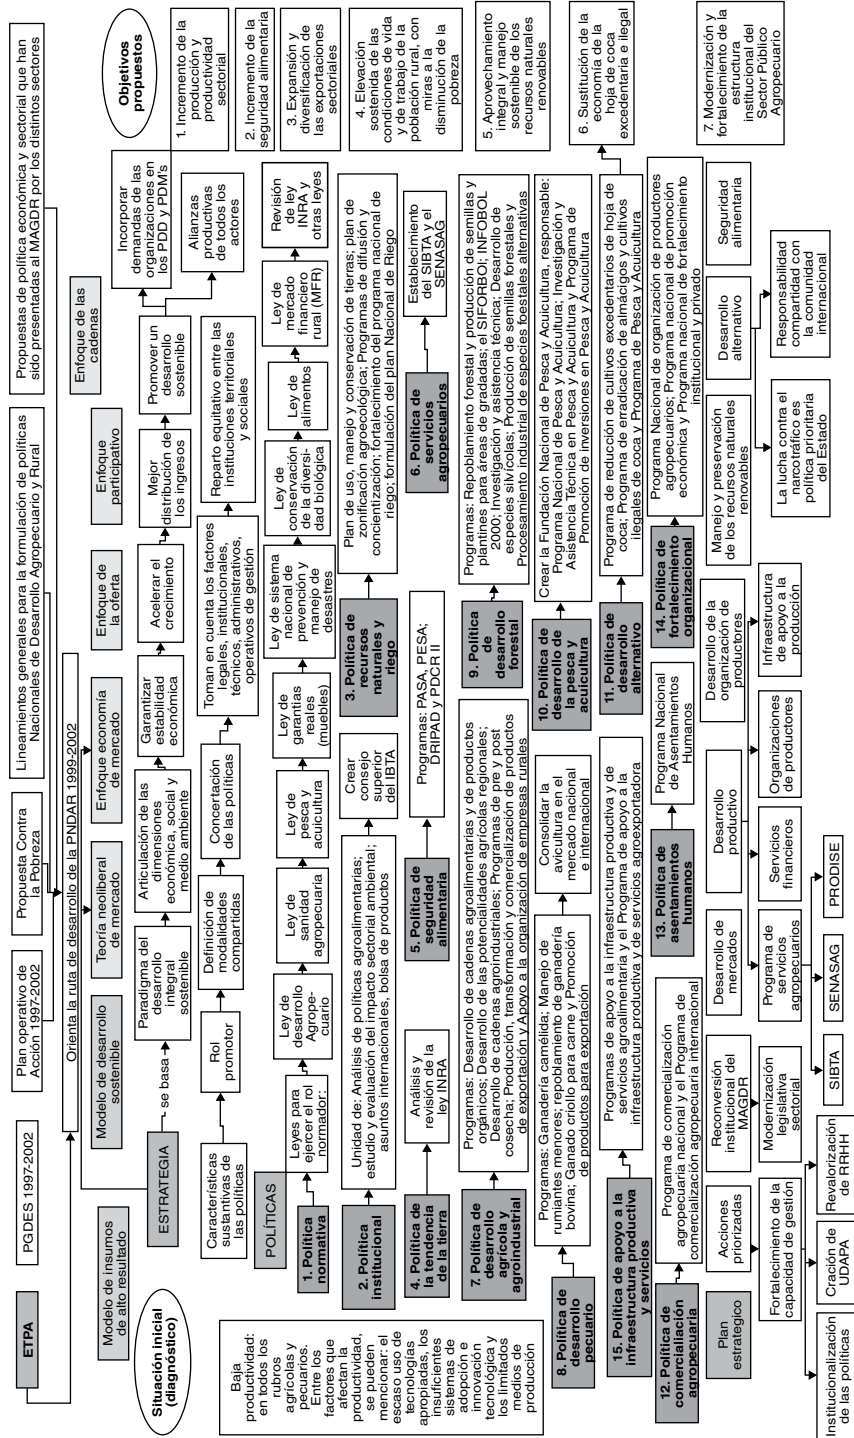 ETPA
PGDES 1997-2002
Plan operativo de
Acción 1997-2002
Propuesta Contra
la Pobreza
Lineamientos generales para la formulación de políticas
Nacionales de Desarrollo Agropecuario y Rural
Propuestas de política económica y sectorial que han
sido presentadas al MAGDR por los distintos sectores
Orienta la ruta de desarrollo de la PNDAR 1999-2002
Modelo de insumos
de alto resultado
Modelo de desarrollo
sostenible
Teoría neoliberal
de mercado
Enfoque economía
de mercado
Enfoque de
la oferta
Enfoque
participativo
Enfoque de las
cadenas
Situación inicial
(diagnóstico)
Objetivos
propuestos
ESTRATEGIA
se basa
Paradigma del
desarrollo
integral
sostenible
Articulación de las
dimensiones
económica, social y
medio ambiente
Garantizar
estabilidad
económica
Acelerar el
crecimiento
Mejor
distribución de
los ingresos
Promover un
desarrollo
sostenible
Incorporar
demandas de las
organizaciones en
los PDD y PDM's
Alianzas
productivas
de todos los
actores
Características
sustantivas de
las políticas
Rol
promotor
Definición de
modalidades
compartidas
Concertación
de las políticas
Toman en cuenta los factores
legales, institucionales,
técnicos, administrativos,
operativos de gestión
Reparto equitativo entre las
instituciones territoriales
y sociales
POLÍTICAS
1. Política
normativa
Leyes para
ejercer el rol
normador:
Ley de
desarrollo
Agrope-
cuario
Ley de
sanidad
agropecuaria
Ley de
pesca y
acuicultura
Ley de
garantías
reales
(muebles)
Ley de sistema
nacional de
prevención y
manejo de
desastres
Ley de
conservación
de la diversi-
dad biológica
Ley de
alimentos
Ley de
mercado
financiero
rural (MFR)
Revisión
de ley
INRA y
otras leyes
2. Política
institucional
Unidad de: Análisis de políticas agroalimentarias;
estudio y evaluación del impacto sectorial ambiental;
asuntos internacionales, bolsa de productos
Crear
consejo
superior
del IBTA
3. Política de
recursos
naturales y
riego
Plan de uso, manejo y conservación de tierras; plan de
zonificación agroecológica; Programas de difusión y
concientización; fortalecimiento del programa nacional de
riego; formulación del plan Nacional de Riego
4. Política de
la tendencia
de la tierra
Análisis y
revisión de la
ley INRA
5. Política de
seguridad
alimentaria
Programas: PASA, PESA;
DRIPAD y PDCR II
6. Política de
servicios
agropecuarios
Establecimiento
del SIBTA y el
SENASAG
7. Política de
desarrollo
agrícola y
agroindustrial
Programas: Desarrollo de cadenas agroalimentarias y de productos
orgánicos; Desarrollo de las potencialidades agrícolas regionales;
Desarrollo de cadenas agroindustriales; Programas de pre y post
cosecha; Producción, transformación y comercialización de productos
de exportación y Apoyo a la organización de empresas rurales
9. Política
de
desarrollo
forestal
Programas: Repoblamiento forestal y producción de semillas y
plantines para áreas de gradadas; el SIFORBOI; INFOBOL
2000; Investigación y asistencia técnica; Desarrollo de
especies silvícolas; Producción de semillas forestales y
Procesamiento industrial de especies forestales alternativas
8. Política de
desarrollo
pecuario
Programas: Ganadería camélida; Manejo de
rumiantes menores; repoblamiento de ganadería
bovina: Ganado criollo para carne y Promoción
de productos para exportación
Consolidar la
avicultura en el
mercado nacional
e internacional
10. Política de
desarrollo de
la pesca y
acuicultura
Crear la Fundación Nacional de Pesca y Acuicultura, responsable:
Programa Nacional de Pesca y Acuicultura; Investigación y
Asistencia Técnica en Pesca y Acuicultura y Programa de
Promoción de inversiones en Pesca y Acuicultura
15. Política de apoyo a la
infraestructura productiva
y servicios
Programas de apoyo a la infraestructura productiva y de
servicios agroalimentaria y el Programa de apoyo a la
infraestructura productiva y de servicios agroexportadora
11. Política de
desarrollo
alternativo
Programa de reducción de cultivos excedentarios de hoja de
coca; Programa de erradicación de almácigos y cultivos
ilegales de coca y Programa de Pesca y Acuicultura
12. Política de
comercialiación
agropecuaria
Programa de comercialización
agropecuaria nacional y el Programa de
comercialización agropecuaria internacional
13. Política de
asentamientos
humanos
Programa Nacional
de Asentamientos
Humanos
14. Política de
fortalecimiento
organizacional
Programa Nacional de organización de productores
agropecuarios; Programa nacional de promoción
económica y Programa nacional de fortalecimiento
institucional y privado
Plan
estrategico
Acciones
priorizadas
Reconversión
institucional del
MAGDR
Desarrollo
de mercados
Desarrollo
productivo
Desarrollo de la
organización de
productores
Manejo y preservación
de los recursos naturales
renovables
Desarrollo
alternativo
Seguridad
alimentaria
Fortalecimiento de la
capacidad de gestión
Modernización
legislativa
sectorial
Programa de
servicios
agropecuarios
Servicios
financieros
Organizaciones
de productores
Infraestructura
de apoyo a la
producción
La lucha contra el
narcotráfico es
política prioritaria
del Estado
Responsabilidad
compartidad con
la comunidad
internacional
Institucionalización
de las políticas
Cración de
UDAPA
Revalorización
de RRHH
SIBTA
SENASAG
PRODISE
Baja
productividad:
en todos los
rubros
agrícolas y
pecuarios.
Entre los
factores que
afectan la
productividad,
se pueden
mencionar: el
escaso uso de
tecnologías
apropiadas, los
insuficientes
sistemas de
adopción e
innovación
tecnológica y
los limitados
medios de
producción
1. Incremento de la
producción y
productividad
sectorial
2. Incremento de la
seguridad alimentaria
3. Expansión y
diversificación de
las exportaciones
sectoriales
4. Elevación
sostenida de las
condiciones de vida
y de trabajo de la
población rural, con
miras a la
disminución de la
pobreza
5. Aprovechamiento
integral y manejo
sostenible de los
recursos naturales
renovables
6. Sustitución de la
economía de la
hoja de coca
excedentaria e ilegal
7. Modernización y
fortalecimiento de la
estructura
institucional del
Sector Público
Agropecuario